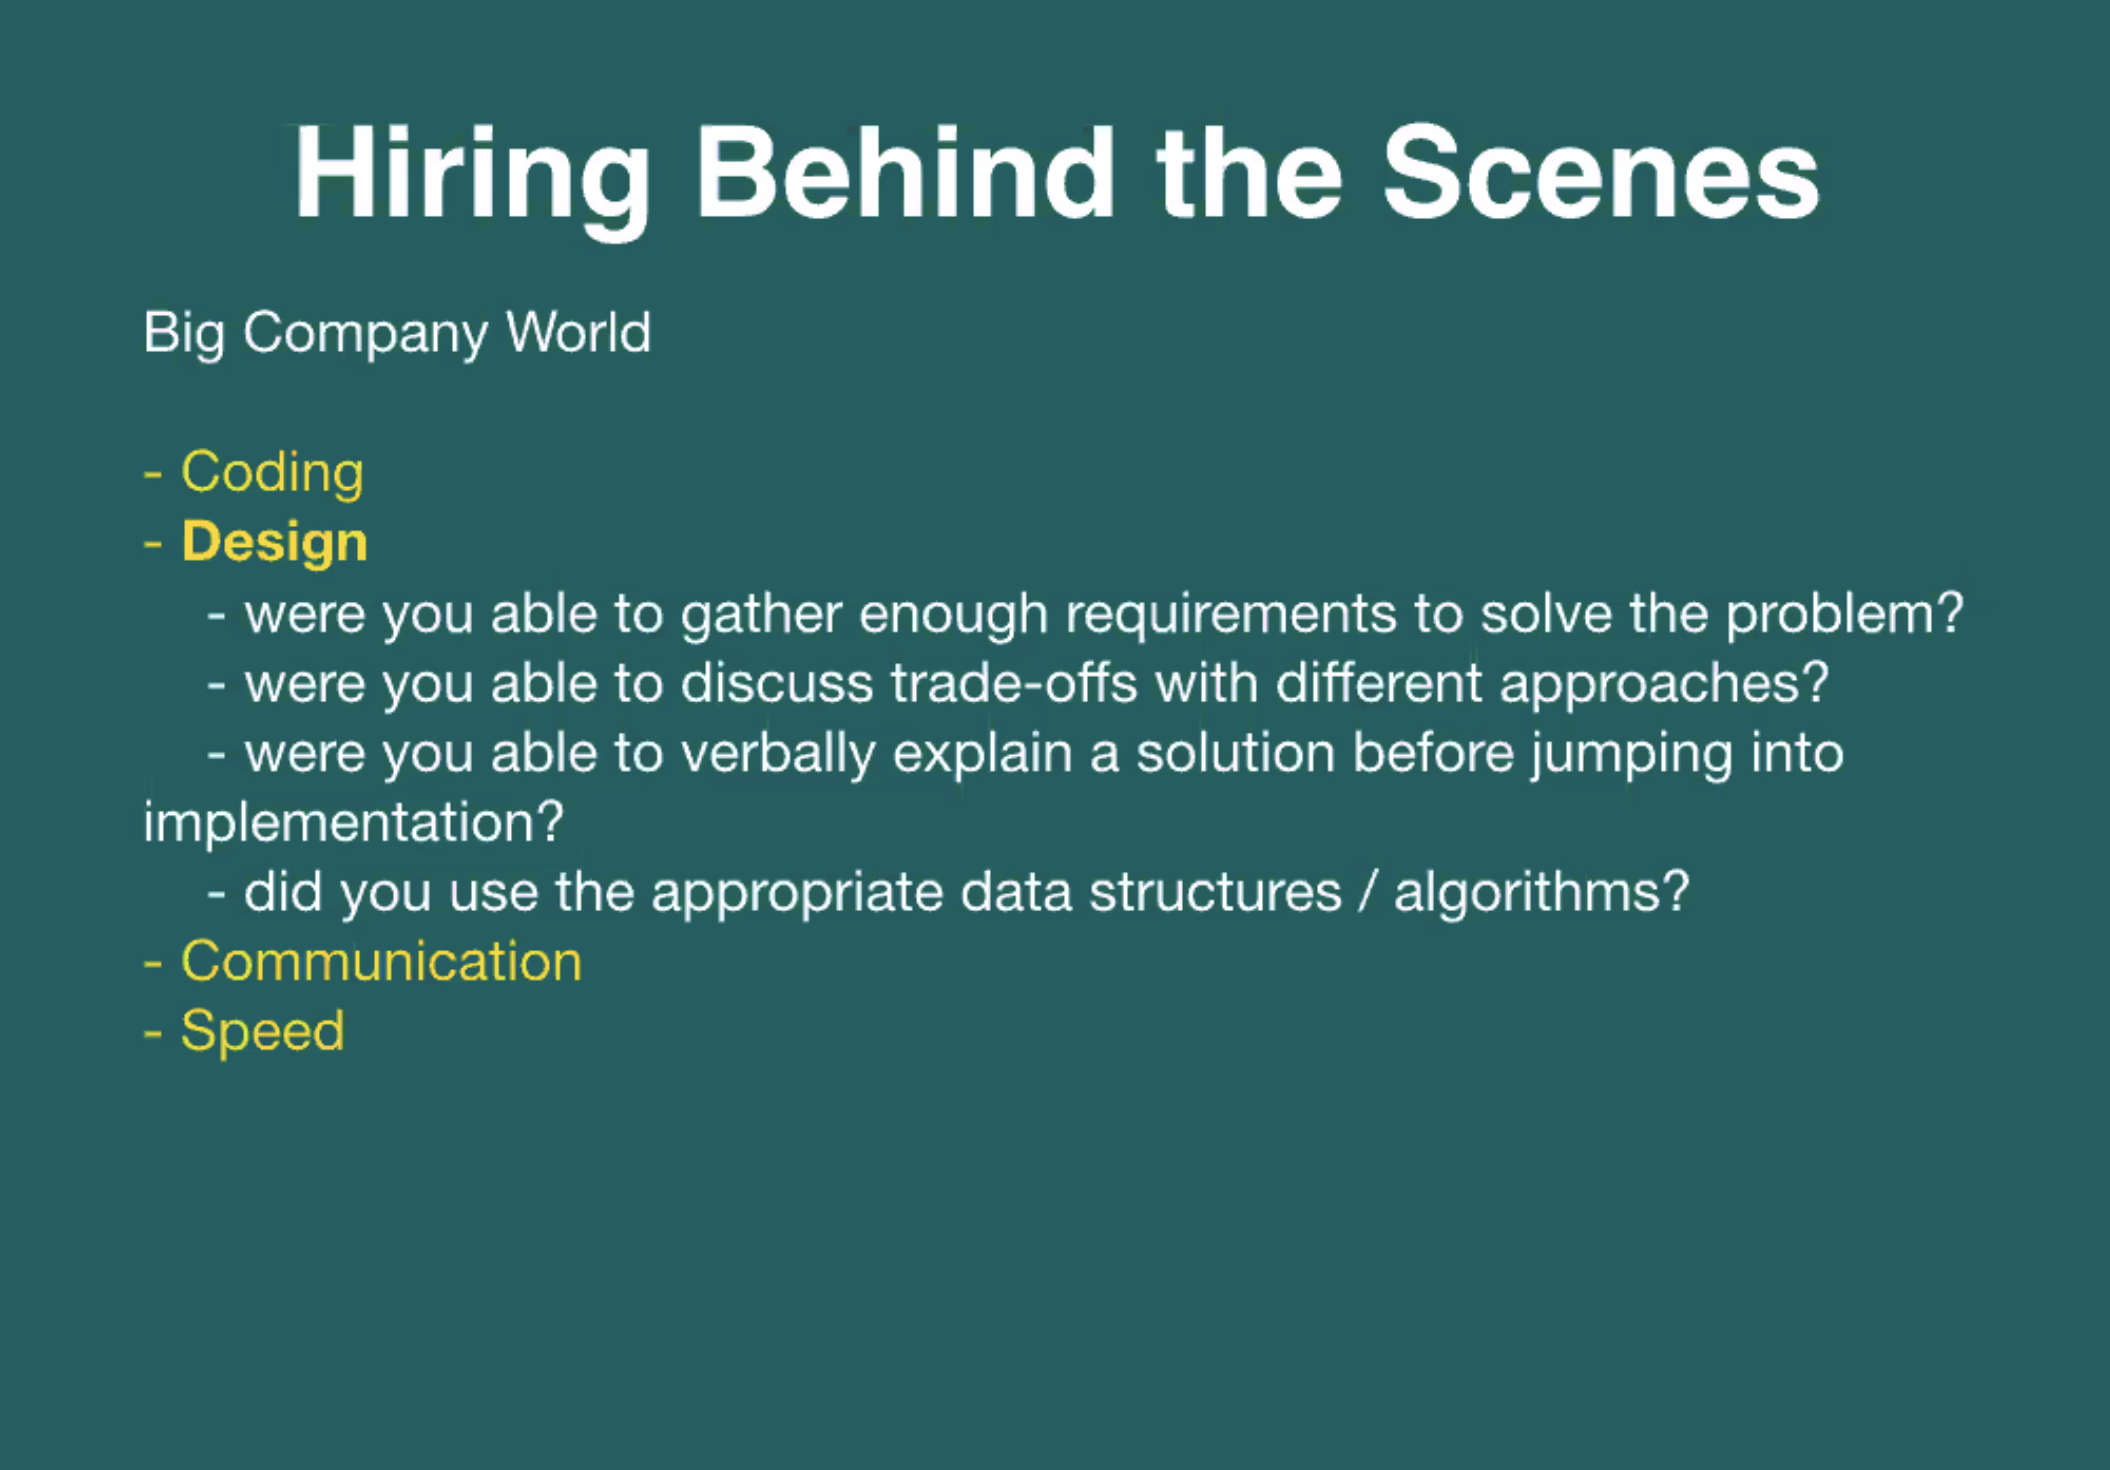 Hiring Behind the Scenes
Big Company World
- Coding
- Design
- were you able to gather enough requirements to solve the problem?
- were you able to discuss trade-offs with different approaches?
- were you able to verbally explain a solution before jumping into
implementation?
- did you use the appropriate data structures / algorithms?
- Communication
- Speed